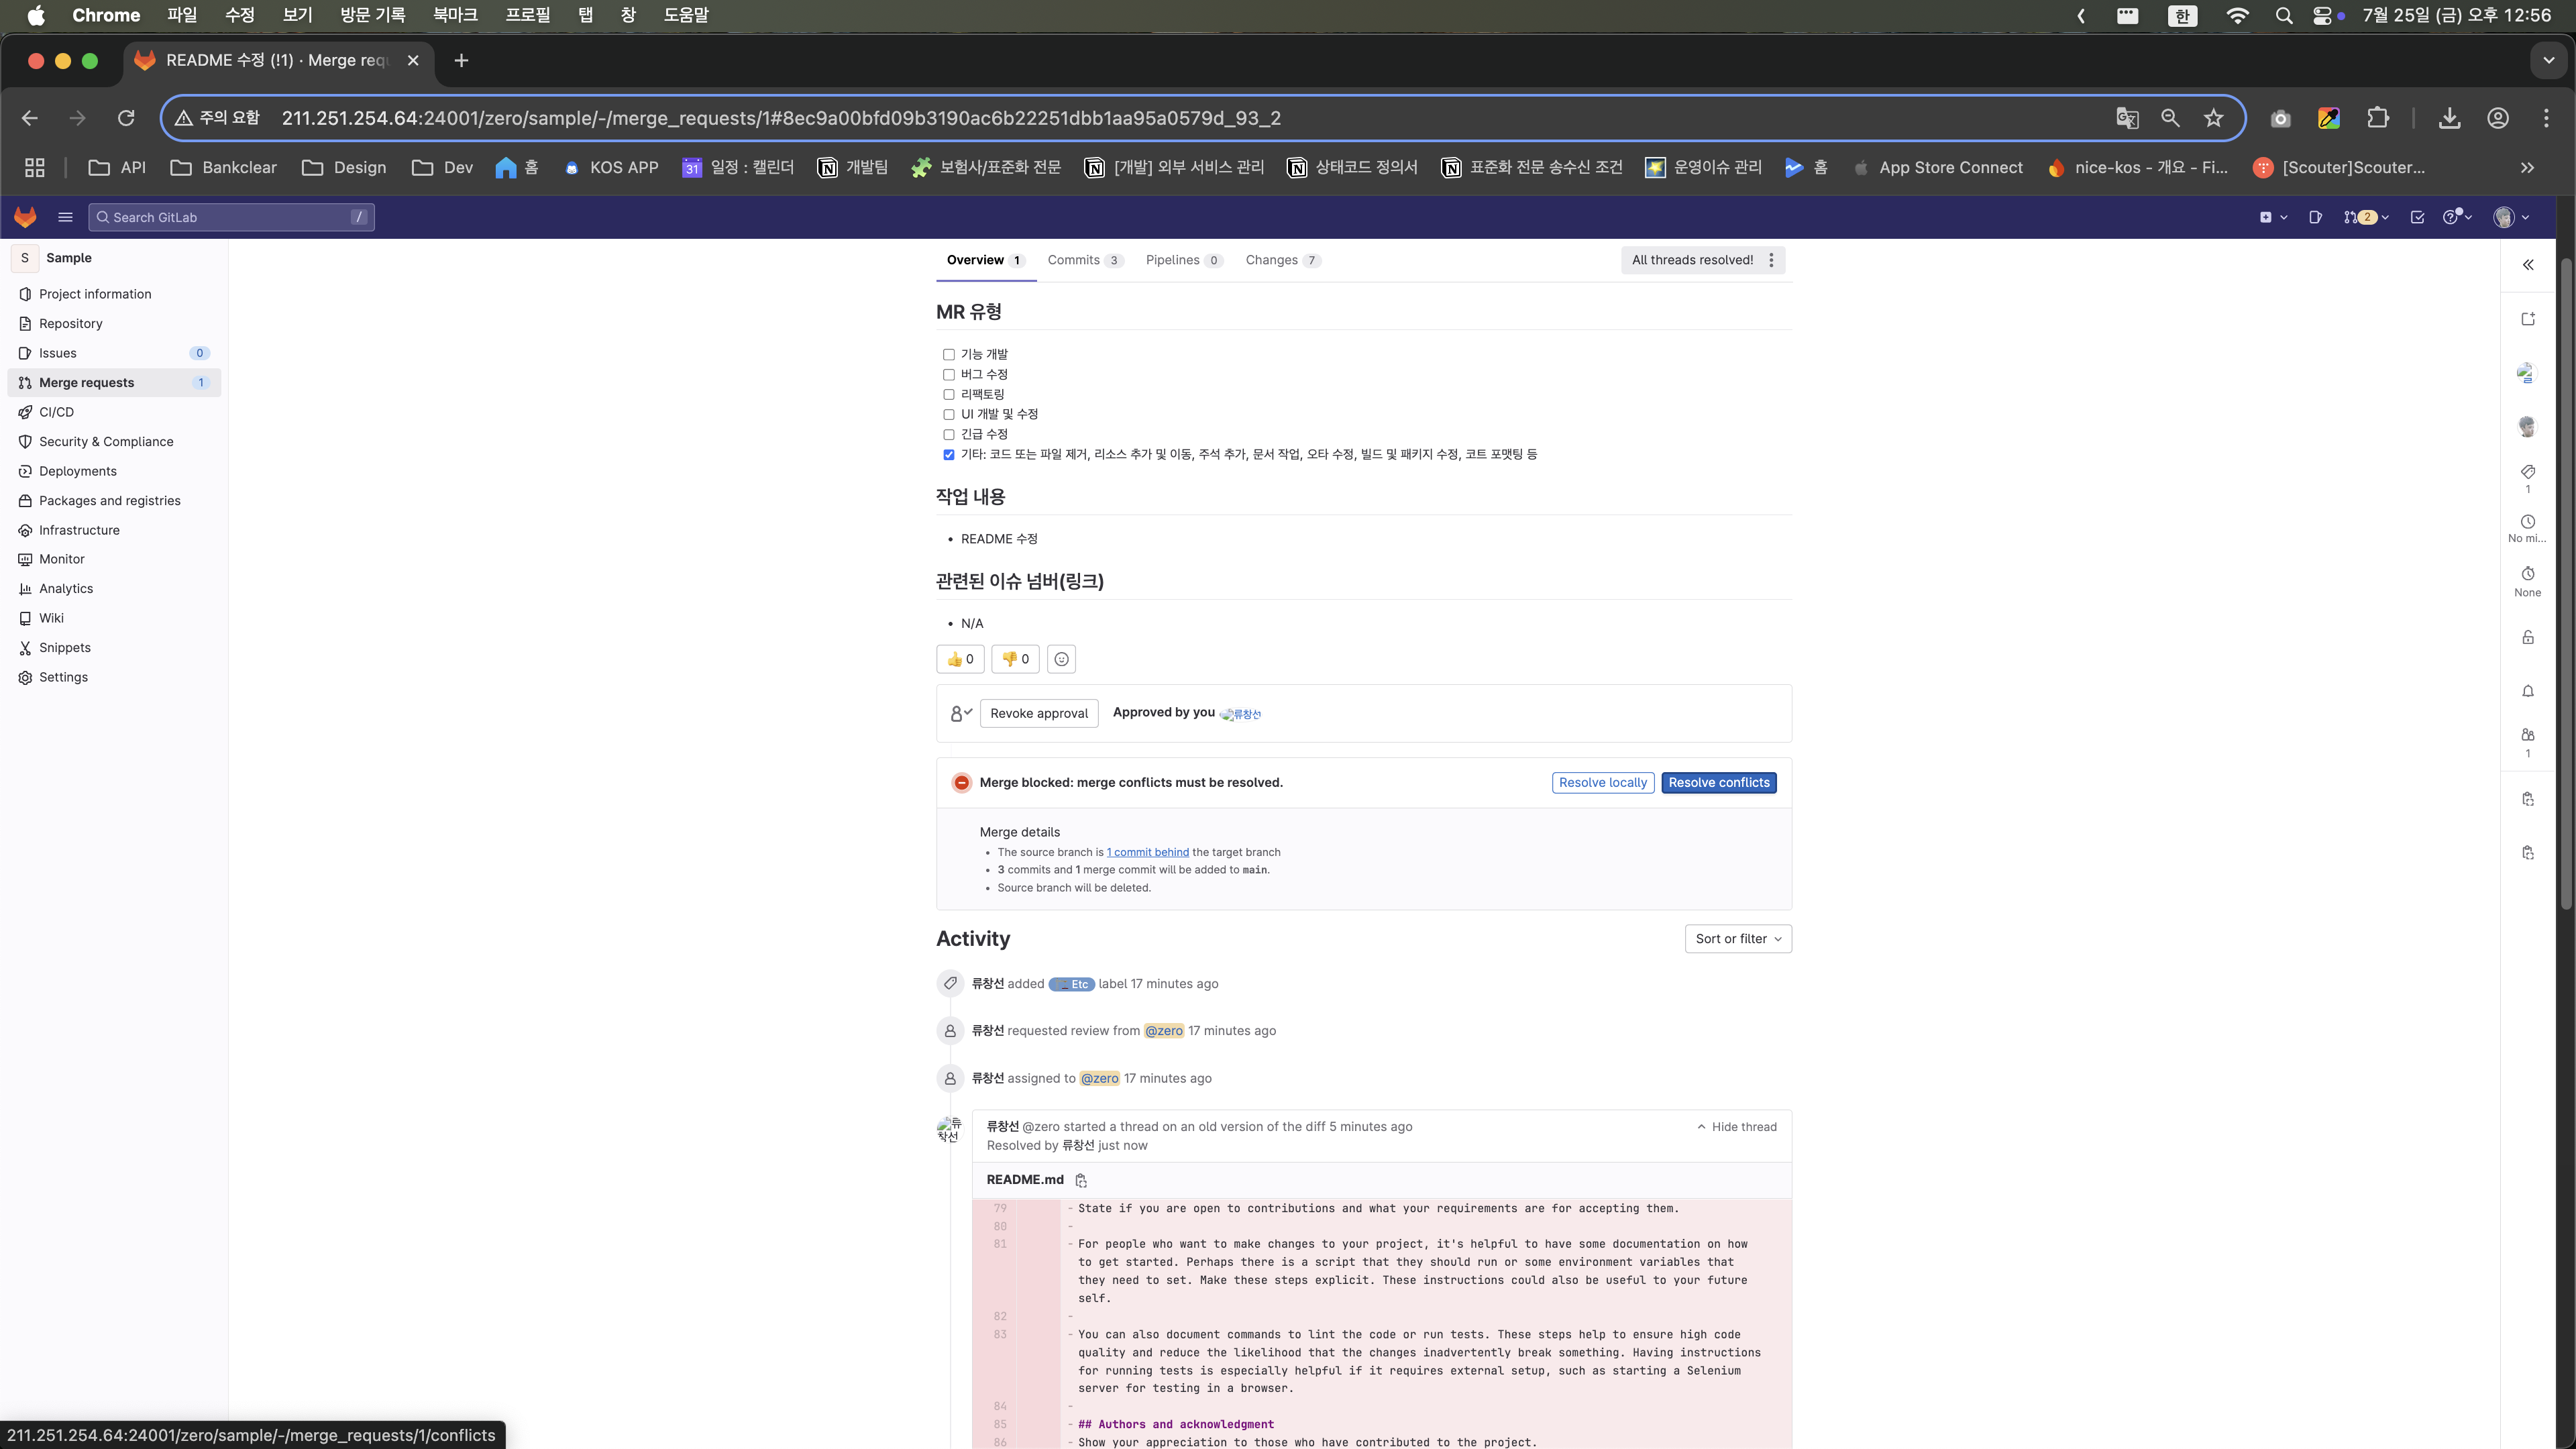 Chrome 파일 수정 보기 방문 기록 북마크 프로필 탭 창 도움말 한 7월 25일 (금) 오후 12:56
README 수정 (!1) · Merge req
주의 요함 211.251.254.64:24001/zero/sample/-/merge_requests/1#8ec9a00bfd09b3190ac6b22251dbb1aa95a0579d_93_2
API Bankclear Design Dev 홈 KOS APP 31 일정 : 캘린더 개발팀 보험사/표준화 전문 [개발] 외부 서비스 관리 상태코드 정의서 표준화 전문 송수신 조건 운영이슈 관리 홈 App Store Connect nice-kos - 개요 - Fi... [Scouter]Scouter...
Search GitLab / 2
S Sample
Project information
Repository
Issues 0
Merge requests 1
CI/CD
Security & Compliance
Deployments
Packages and registries
Infrastructure
Monitor
Analytics
Wiki
Snippets
Settings
Overview 1 Commits 3 Pipelines 0 Changes 7 All threads resolved!
MR 유형
기능 개발
버그 수정
리팩토링
UI 개발 및 수정
긴급 수정
기타: 코드 또는 파일 제거, 리소스 추가 및 이동, 주석 추가, 문서 작업, 오타 수정, 빌드 및 패키지 수정, 코트 포맷팅 등
작업 내용
• README 수정
관련된 이슈 넘버(링크)
• N/A
👍 0 👎 0
Revoke approval Approved by you 류창선
Merge blocked: merge conflicts must be resolved. Resolve locally Resolve conflicts
Merge details
• The source branch is 1 commit behind the target branch
• 3 commits and 1 merge commit will be added to main.
• Source branch will be deleted.
Activity Sort or filter
류창선 added Etc label 17 minutes ago
류창선 requested review from @zero 17 minutes ago
류창선 assigned to @zero 17 minutes ago
류창선
류창선 @zero started a thread on an old version of the diff 5 minutes ago Hide thread
Resolved by 류창선 just now
README.md
79 - State if you are open to contributions and what your requirements are for accepting them.
80 -
81 - For people who want to make changes to your project, it's helpful to have some documentation on how
to get started. Perhaps there is a script that they should run or some environment variables that
they need to set. Make these steps explicit. These instructions could also be useful to your future
self.
82 -
83 - You can also document commands to lint the code or run tests. These steps help to ensure high code
quality and reduce the likelihood that the changes inadvertently break something. Having instructions
for running tests is especially helpful if it requires external setup, such as starting a Selenium
server for testing in a browser.
84 -
85 - ## Authors and acknowledgment
86 - Show your appreciation to those who have contributed to the project.
1
No mi...
None
1
211.251.254.64:24001/zero/sample/-/merge_requests/1/conflicts